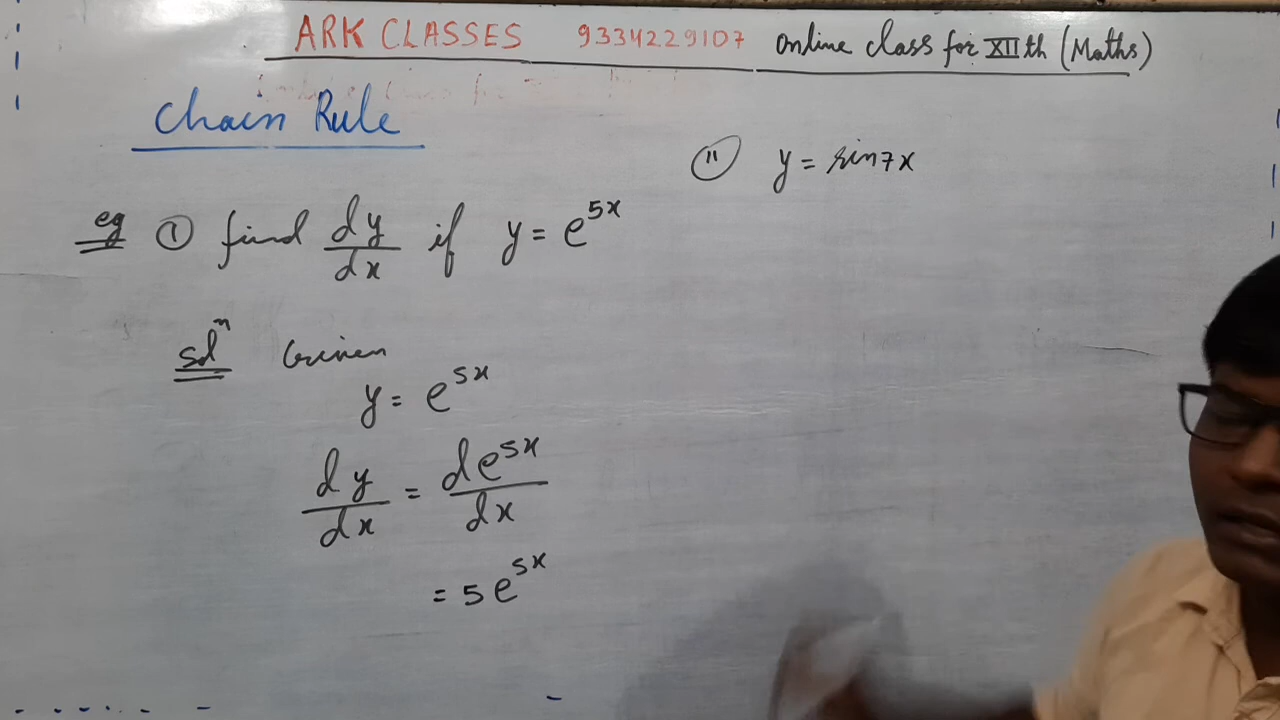 ARK CLASSES 9334229107 online class for XIIth (Maths)
Chain Rule
eg ① find dy/dx if y = e^5x
Solⁿ Given
y = e^5x
dy/dx = de^5x/dx
= 5e^5x
(11) y = sin7x